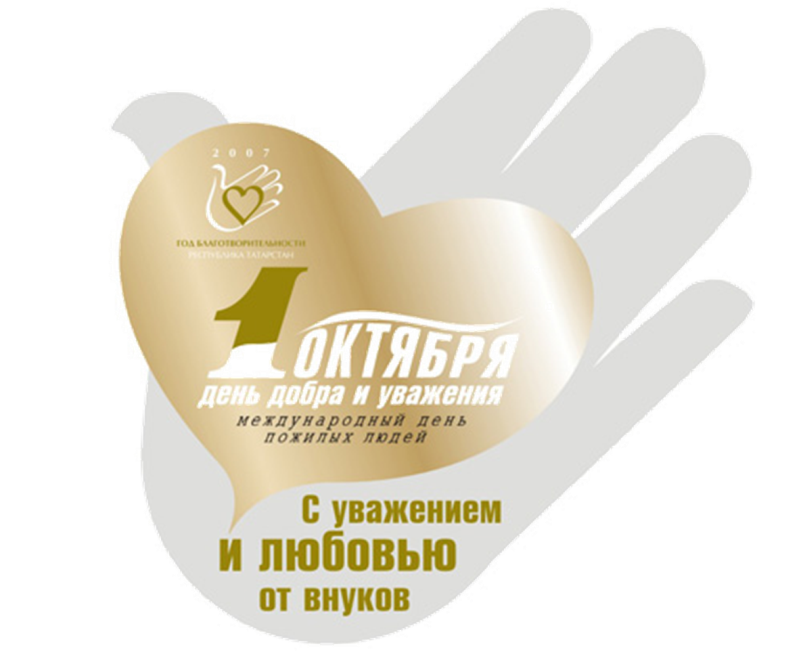 2007
ГОД БЛАГОТВОРИТЕЛЬНОСТИ
РЕСПУБЛИКА ТАТАРСТАН
1 ОКТЯБРЯ
день добра и уважения
международный день
пожилых людей
С уважением
и любовью
от внуков